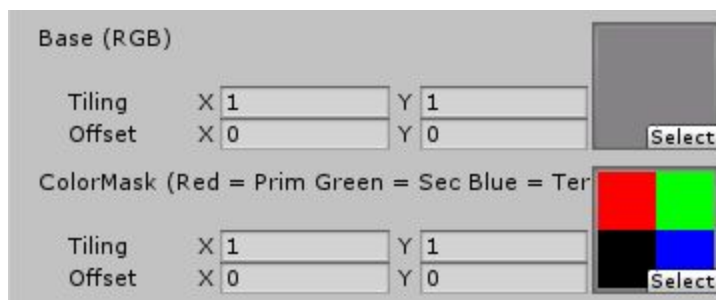 Base (RGB)
Tiling X 1 Y 1
Offset X 0 Y 0
Select
ColorMask (Red = Prim Green = Sec Blue = Ter
Tiling X 1 Y 1
Offset X 0 Y 0
Select